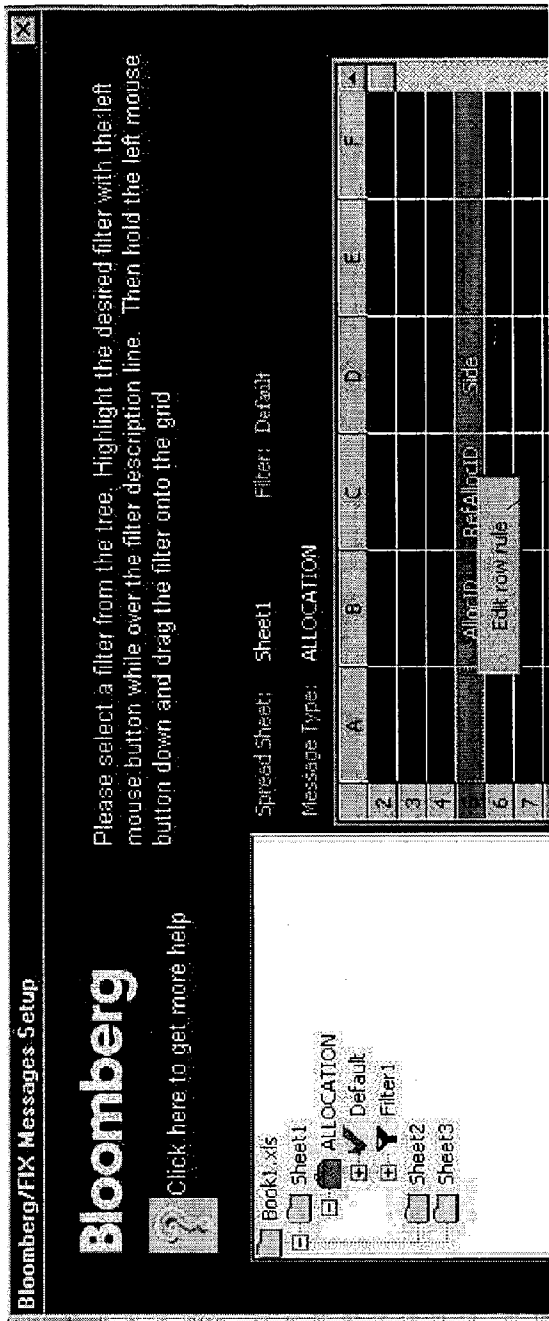 Bloomberg/FIX Messages Setup
Bloomberg
Click here to get more help
Please select a filter from the tree. Highlight the desired filter with the left
mouse button while over the filter description line. Then hold the left mouse
button down and drag the filter onto the grid
Book1.xls
Sheet1
ALLOCATION
Default
Filter1
Sheet2
Sheet3
Spread Sheet: Sheet1 Filter: Default
Message Type: ALLOCATION
A B C D E F
2
3
4
5 AllocID RefAllocID Side
6
Edit row rule
7